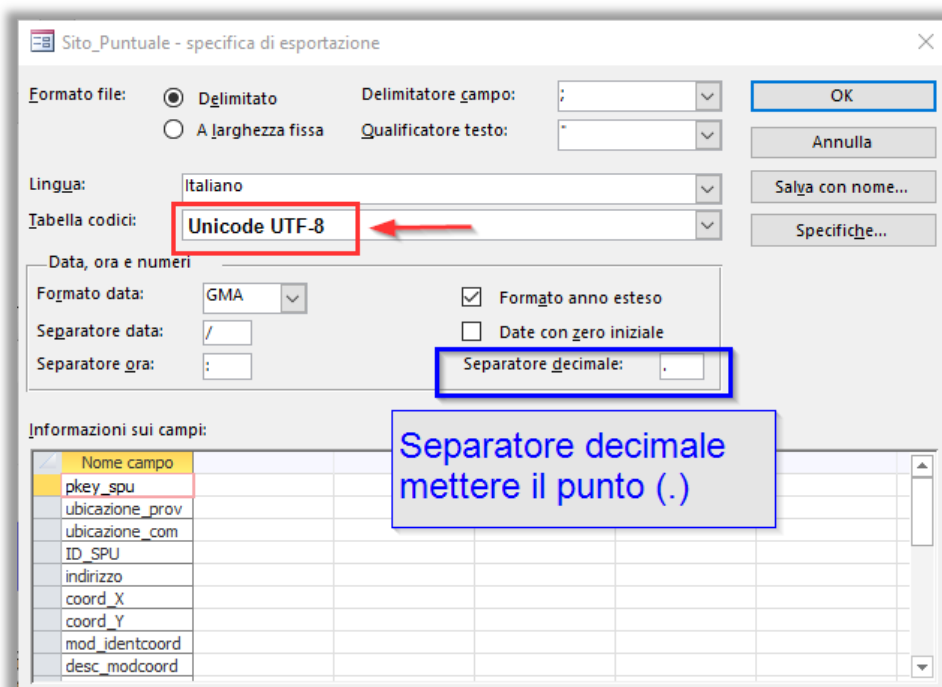 Sito_Puntuale - specifica di esportazione
Formato file:
Delimitato
Delimitatore campo:
;
OK
A larghezza fissa
Qualificatore testo:
"
Annulla
Lingua:
Italiano
Salva con nome...
Tabella codici:
Unicode UTF-8
Specifiche...
Data, ora e numeri
Formato data:
GMA
Formato anno esteso
Separatore data:
/
Date con zero iniziale
Separatore ora:
:
Separatore decimale:
.
Informazioni sui campi:
Separatore decimale
mettere il punto (.)
Nome campo
pkey_spu
ubicazione_prov
ubicazione_com
ID_SPU
indirizzo
coord_X
coord_Y
mod_identcoord
desc_modcoord